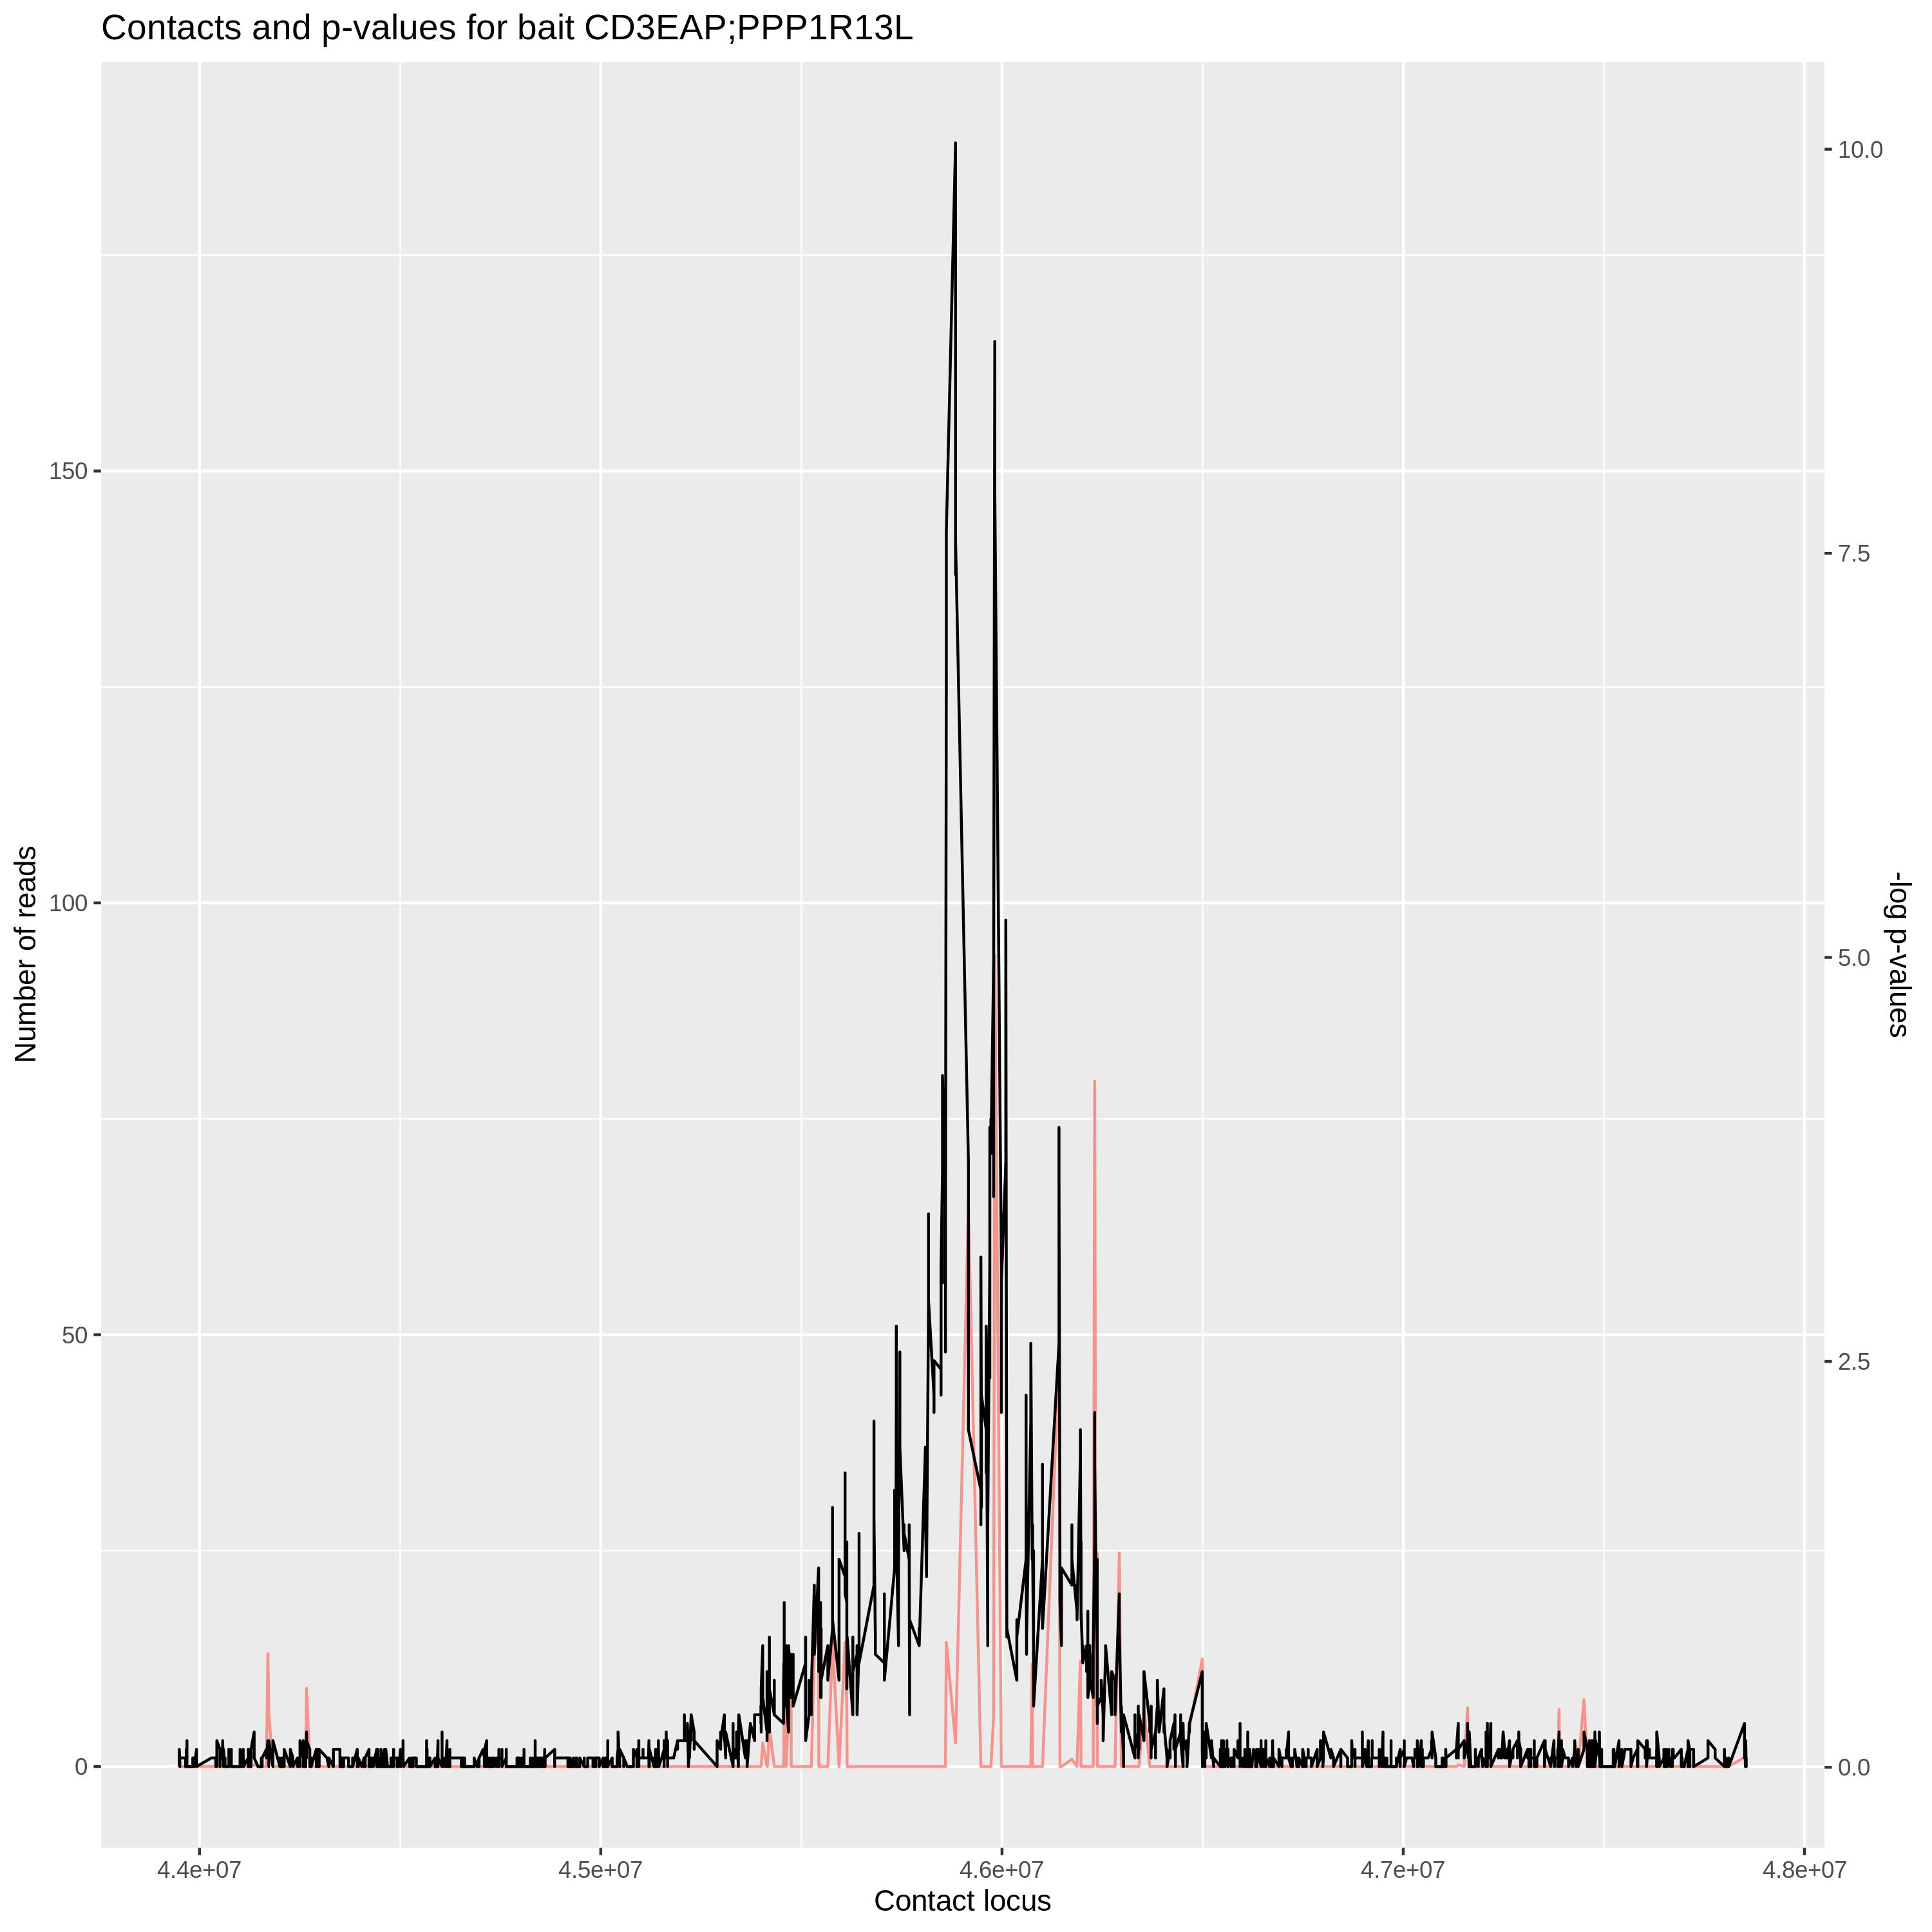 Contacts and p-values for bait CD3EAP;PPP1R13L
Number of reads
150
100
50
0
10.0
7.5
5.0
2.5
0.0
-log p-values
4.4e+07
4.5e+07
4.6e+07
4.7e+07
4.8e+07
Contact locus